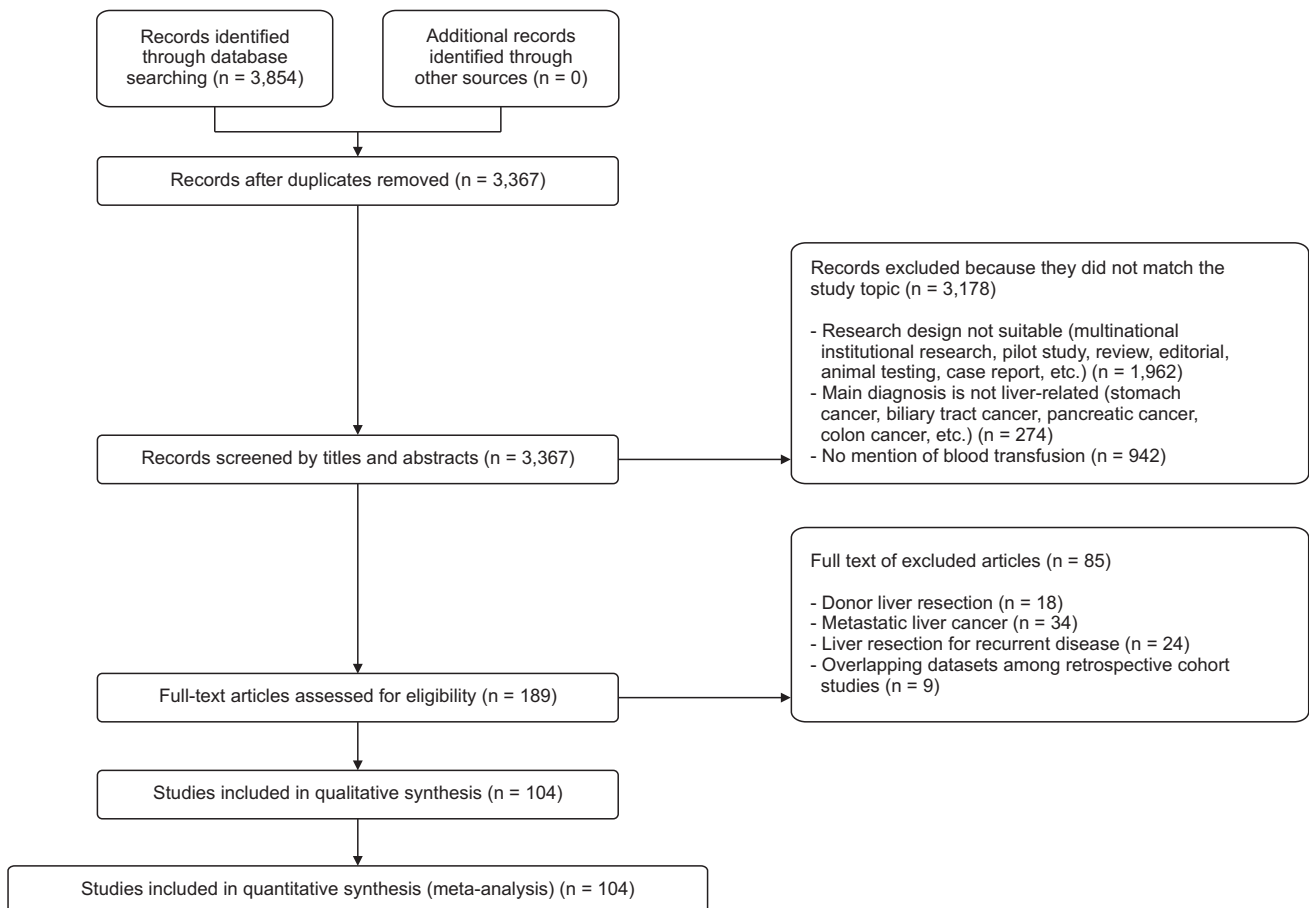 Records identified
through database
searching (n = 3,854)
Additional records
identified through
other sources (n = 0)
Records after duplicates removed (n = 3,367)
Records excluded because they did not match the
study topic (n = 3,178)
- Research design not suitable (multinational
institutional research, pilot study, review, editorial,
animal testing, case report, etc.) (n = 1,962)
- Main diagnosis is not liver-related (stomach
cancer, biliary tract cancer, pancreatic cancer,
colon cancer, etc.) (n = 274)
- No mention of blood transfusion (n = 942)
Records screened by titles and abstracts (n = 3,367)
Full text of excluded articles (n = 85)
- Donor liver resection (n = 18)
- Metastatic liver cancer (n = 34)
- Liver resection for recurrent disease (n = 24)
- Overlapping datasets among retrospective cohort
studies (n = 9)
Full-text articles assessed for eligibility (n = 189)
Studies included in qualitative synthesis (n = 104)
Studies included in quantitative synthesis (meta-analysis) (n = 104)